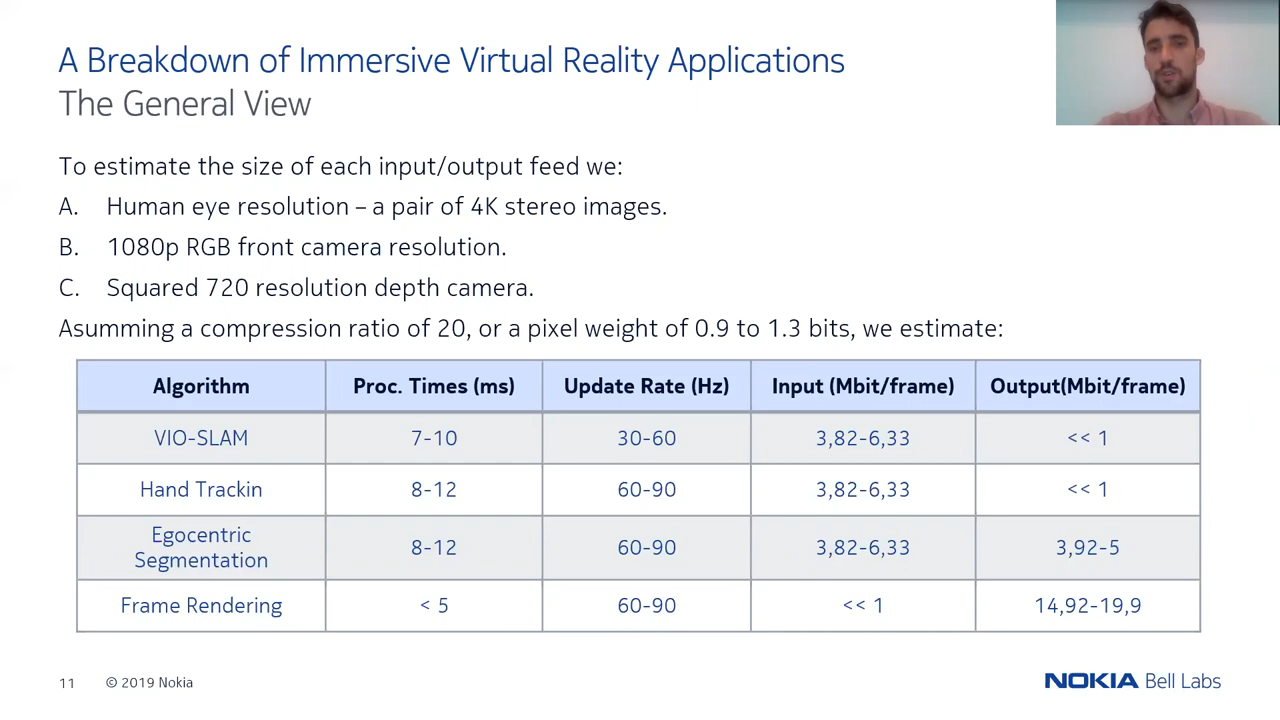 A Breakdown of Immersive Virtual Reality Applications
The General View
To estimate the size of each input/output feed we:
A. Human eye resolution – a pair of 4K stereo images.
B. 1080p RGB front camera resolution.
C. Squared 720 resolution depth camera.
Asumming a compression ratio of 20, or a pixel weight of 0.9 to 1.3 bits, we estimate:
Algorithm Proc. Times (ms) Update Rate (Hz) Input (Mbit/frame) Output(Mbit/frame)
VIO-SLAM 7-10 30-60 3,82-6,33 << 1
Hand Trackin 8-12 60-90 3,82-6,33 << 1
Egocentric
Segmentation 8-12 60-90 3,82-6,33 3,92-5
Frame Rendering < 5 60-90 << 1 14,92-19,9
11 © 2019 Nokia
NOKIA Bell Labs